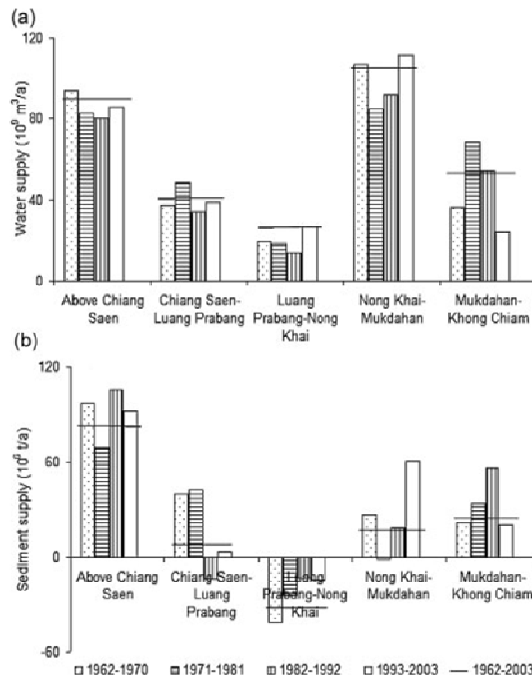 (a)
120
80
40
0
Water supply (10⁹ m³/a)
Above Chiang
Saen
Chiang Saen-
Luang Prabang
Luang
Prabang-Nong
Khai
Nong Khai-
Mukdahan
Mukdahan-
Khong Chiam
(b)
120
60
0
-60
Sediment supply (10⁶ t/a)
Above Chiang
Saen
Chiang Saen-
Luang
Prabang
Luang
Prabang-Nong
Khai
Nong Khai-
Mukdahan
Mukdahan-
Khong Chiam
1962-1970 1971-1981 1982-1992 1993-2003 1962-2003